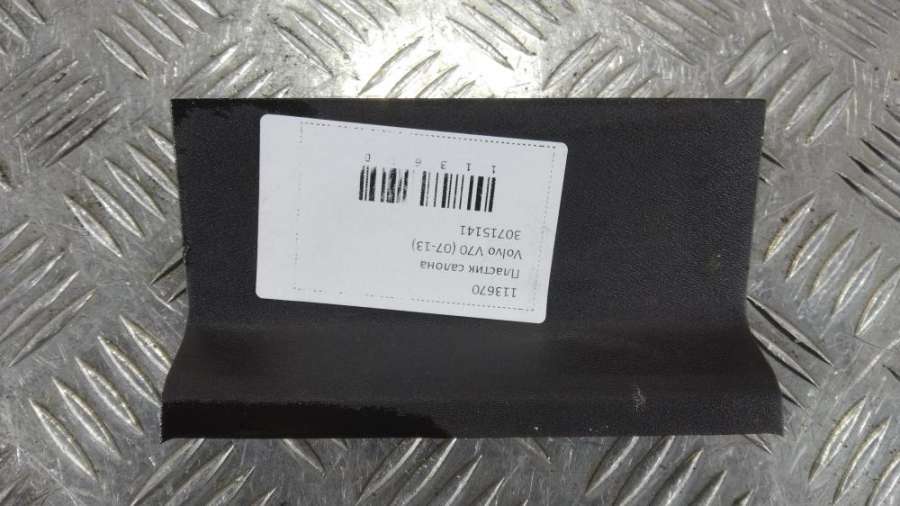 113670
Пластик салона
Volvo V70 (07-13)
30715141